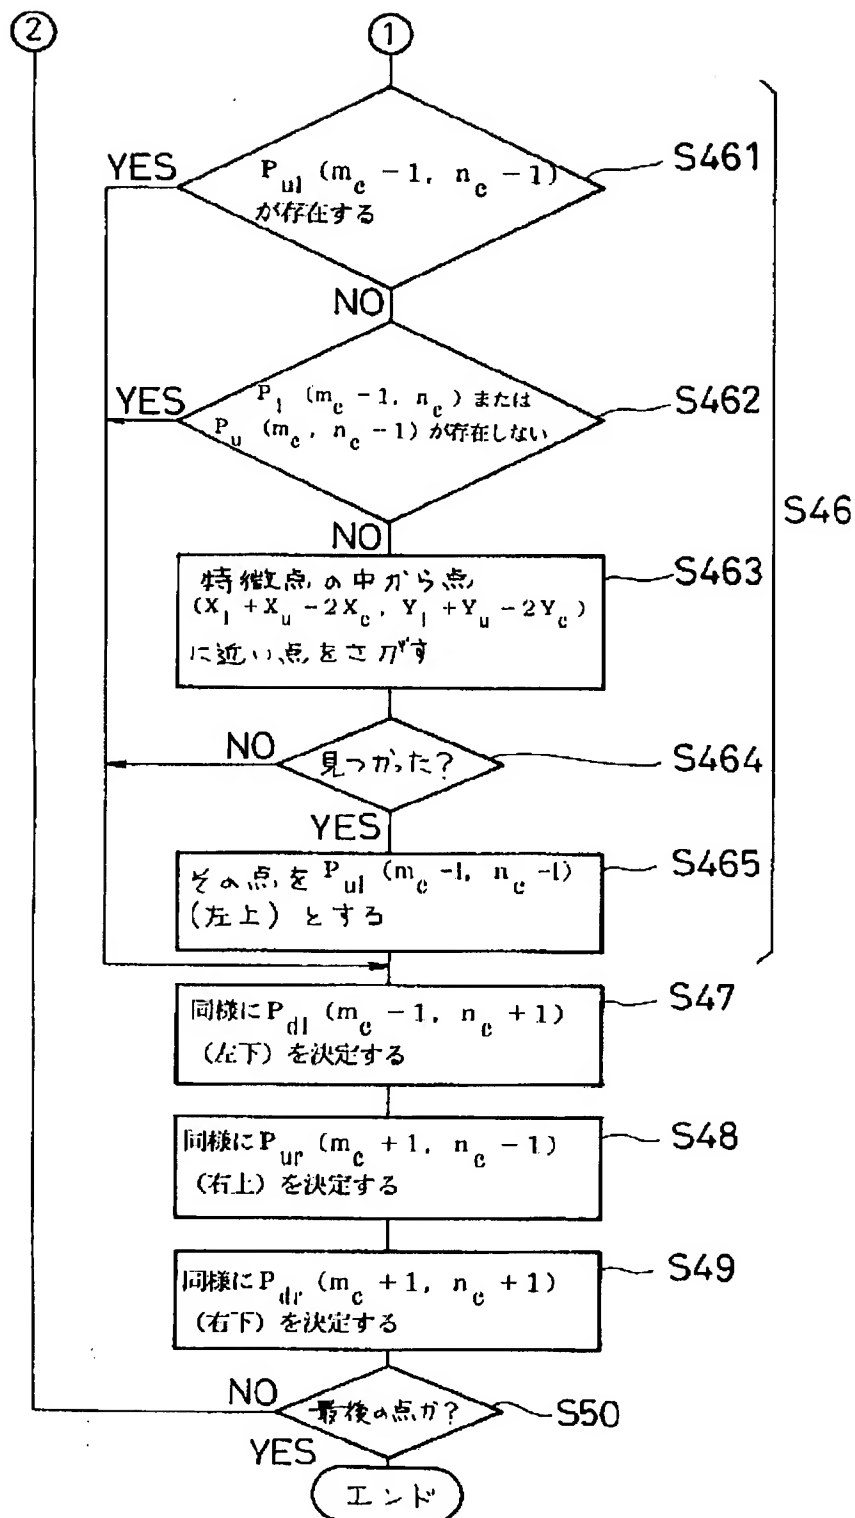 ②
①
YES
P_ul (m_c −1, n_c −1)
が存在する
S461
NO
YES
P_l (m_c −1, n_c) または
P_u (m_c, n_c −1) が存在しない
S462
S46
NO
特徴点の中から点
(X_l +X_u −2X_c, Y_l +Y_u −2Y_c)
に近い点をさがす
S463
NO
見つかった?
S464
YES
その点を P_ul (m_c −1, n_c −1)
(左上) とする
S465
同様に P_dl (m_c −1, n_c +1)
(左下) を決定する
S47
同様に P_ur (m_c +1, n_c −1)
(右上) を決定する
S48
同様に P_dr (m_c +1, n_c +1)
(右下) を決定する
S49
NO
最後の点か?
S50
YES
エンド